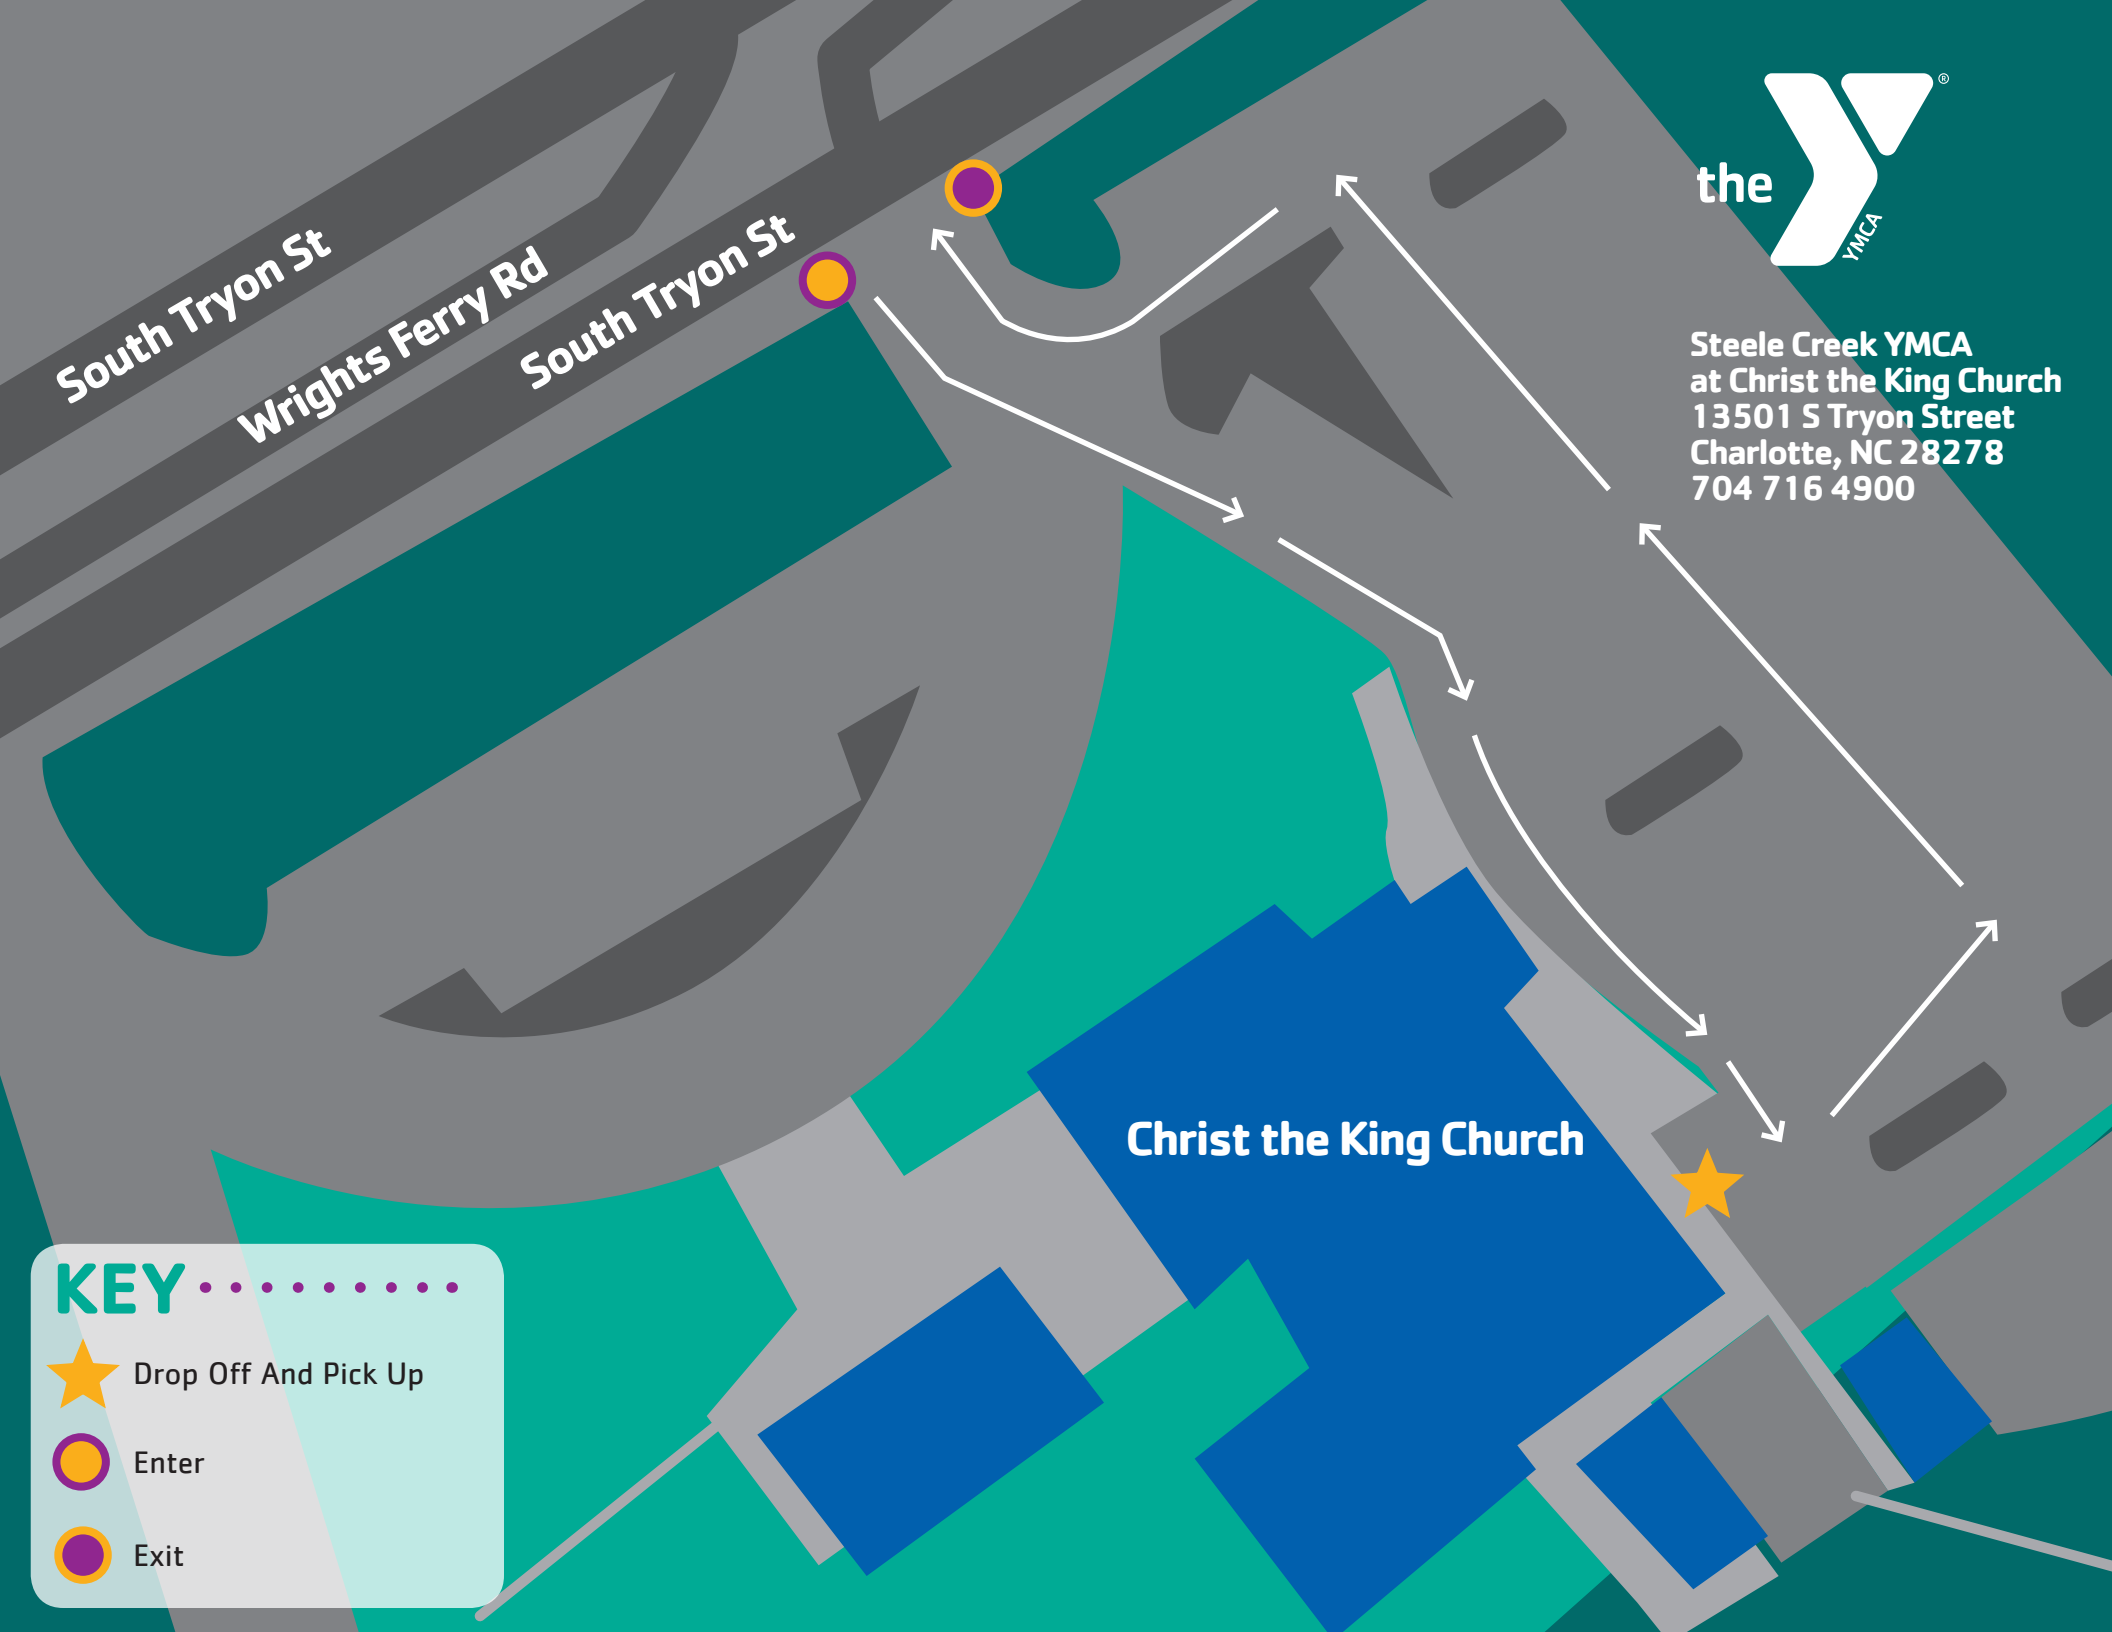 the
®
YMCA
South Tryon St
Wrights Ferry Rd
South Tryon St
Steele Creek YMCA
at Christ the King Church
13501 S Tryon Street
Charlotte, NC 28278
704 716 4900
Christ the King Church
KEY
Drop Off And Pick Up
Enter
Exit